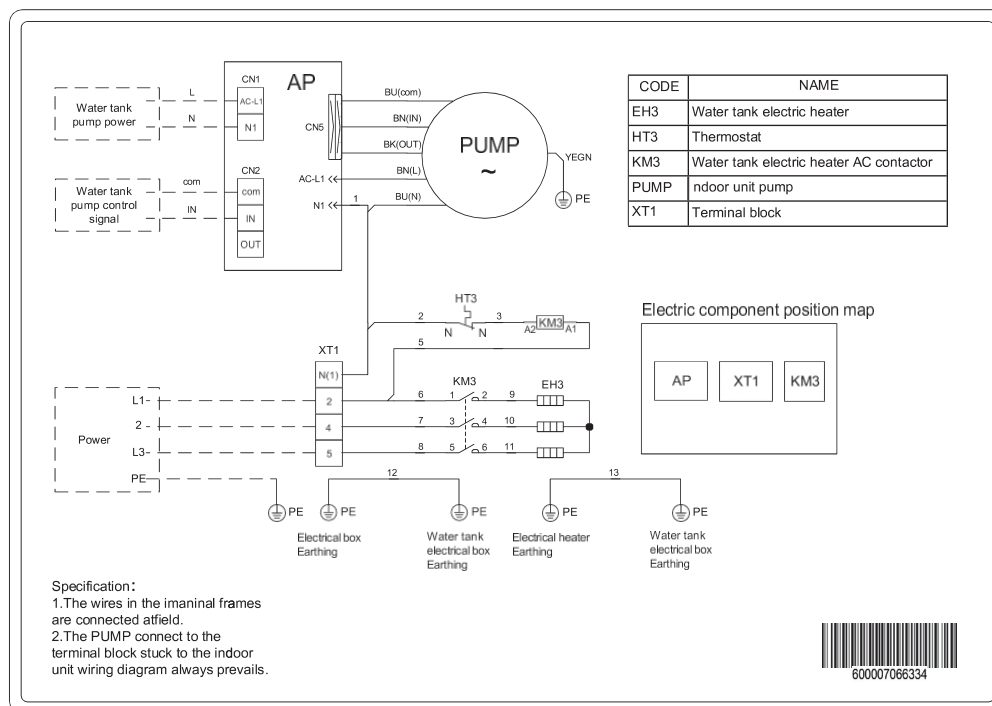 CN1
AP
L
AC-L1
Water tank
pump power
N
N1
CN5
BU(com)
BN(IN)
BK(OUT)
PUMP
~
YEGN
PE
CN2
AC-L1
BN(L)
com
com
Water tank
pump control
signal
N1
1
BU(N)
IN
IN
OUT
CODE NAME
EH3 Water tank electric heater
HT3 Thermostat
KM3 Water tank electric heater AC contactor
PUMP ndoor unit pump
XT1 Terminal block
HT3
2 3
N N
A2 KM3 A1
5
Electric component position map
AP XT1 KM3
XT1
N(1)
KM3 EH3
L1 2 6 1 2 9
2 4 7 3 4 10
Power
L3 5 8 5 6 11
PE
12 13
PE PE PE PE PE
Electrical box
Earthing
Water tank
electrical box
Earthing
Electrical heater
Earthing
Water tank
electrical box
Earthing
Specification:
1.The wires in the imaninal frames
are connected atfield.
2.The PUMP connect to the
terminal block stuck to the indoor
unit wiring diagram always prevails.
600007066334